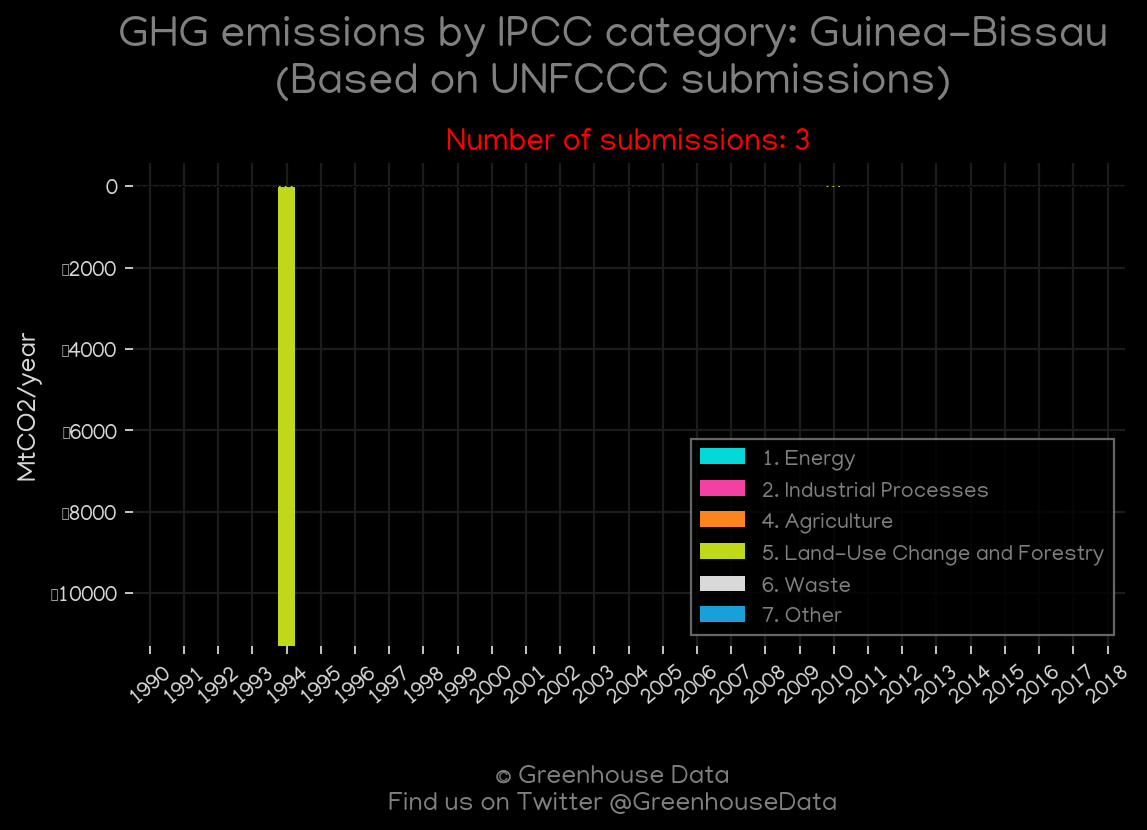 GHG emissions by IPCC category: Guinea-Bissau
(Based on UNFCCC submissions)
Number of submissions: 3
0
▯2000
▯4000
▯6000
▯8000
▯10000
MtCO2/year
1. Energy
2. Industrial Processes
4. Agriculture
5. Land-Use Change and Forestry
6. Waste
7. Other
1990 1991 1992 1993 1994 1995 1996 1997 1998 1999 2000 2001 2002 2003 2004 2005 2006 2007 2008 2009 2010 2011 2012 2013 2014 2015 2016 2017 2018
© Greenhouse Data
Find us on Twitter @GreenhouseData